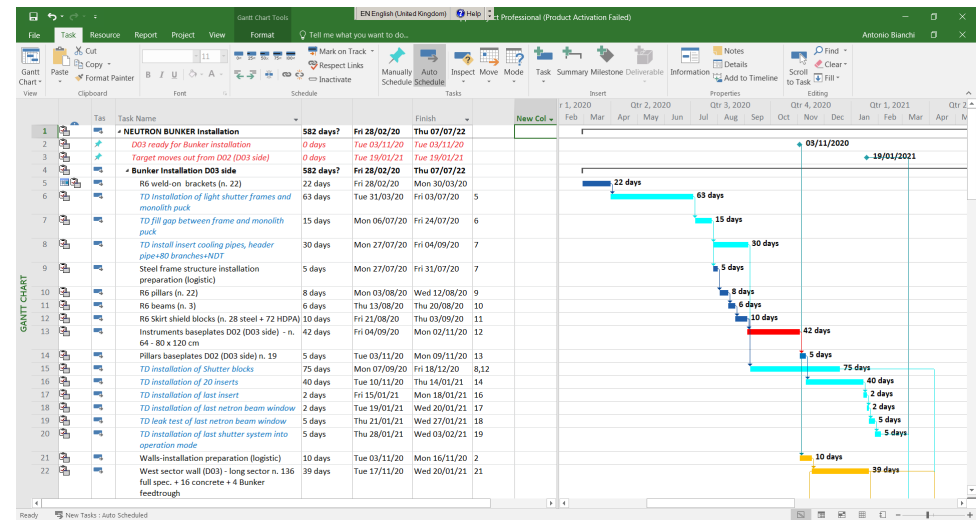 Gantt Chart Tools
EN English (United Kingdom) Help
ct Professional (Product Activation Failed)
File Task Resource Report Project View Format Tell me what you want to do...
Antonio Bianchi
Gantt Chart
Paste
Cut
Copy
Format Painter
11
B I U
Mark on Track
Respect Links
Inactivate
Manually Schedule
Auto Schedule
Inspect Move Mode
Task Summary Milestone Deliverable
Information
Notes
Details
Add to Timeline
Scroll to Task
Find
Clear
Fill
View Clipboard Font Schedule Tasks Insert Properties Editing
r 1, 2020 Qtr 2, 2020 Qtr 3, 2020 Qtr 4, 2020 Qtr 1, 2021 Qtr 2
Tas Task Name Finish New Col Feb Mar Apr May Jun Jul Aug Sep Oct Nov Dec Jan Feb Mar Apr M
1 NEUTRON BUNKER Installation 582 days? Fri 28/02/20 Thu 07/07/22
2 D03 ready for Bunker installation 0 days Tue 03/11/20 Tue 03/11/20 03/11/2020
3 Target moves out from D02 (D03 side) 0 days Tue 19/01/21 Tue 19/01/21 19/01/2021
4 Bunker Installation D03 side 582 days? Fri 28/02/20 Thu 07/07/22
5 R6 weld-on brackets (n. 22) 22 days Fri 28/02/20 Mon 30/03/20 22 days
6 TD Installation of light shutter frames and 63 days Tue 31/03/20 Fri 03/07/20 5 63 days
monolith puck
7 TD fill gap between frame and monolith 15 days Mon 06/07/20 Fri 24/07/20 6 15 days
puck
8 TD install insert cooling pipes, header 30 days Mon 27/07/20 Fri 04/09/20 7 30 days
pipe+80 branches+NDT
9 Steel frame structure installation 5 days Mon 27/07/20 Fri 31/07/20 7 5 days
preparation (logistic)
10 R6 pillars (n. 22) 8 days Mon 03/08/20 Wed 12/08/20 9 8 days
11 R6 beams (n. 3) 6 days Thu 13/08/20 Thu 20/08/20 10 6 days
12 R6 Skirt shield blocks (n. 28 steel + 72 HDPA) 10 days Fri 21/08/20 Thu 03/09/20 11 10 days
13 Instruments baseplates D02 (D03 side) - n. 42 days Fri 04/09/20 Mon 02/11/20 12 42 days
64 - 80 x 120 cm
14 Pillars baseplates D02 (D03 side) n. 19 5 days Tue 03/11/20 Mon 09/11/20 13 5 days
15 TD installation of Shutter blocks 75 days Mon 07/09/20 Fri 18/12/20 8,12 75 days
16 TD installation of 20 inserts 40 days Tue 10/11/20 Thu 14/01/21 14 40 days
17 TD installation of last insert 2 days Fri 15/01/21 Mon 18/01/21 16 2 days
18 TD installation of last netron beam window 2 days Tue 19/01/21 Wed 20/01/21 17 2 days
19 TD leak test of last netron beam window 5 days Thu 21/01/21 Wed 27/01/21 18 5 days
20 TD installation of last shutter system into 5 days Thu 28/01/21 Wed 03/02/21 19 5 days
operation mode
21 Walls-installation preparation (logistic) 10 days Tue 03/11/20 Mon 16/11/20 2 10 days
22 West sector wall (D03) - long sector n. 136 39 days Tue 17/11/20 Wed 20/01/21 21 39 days
full spec. + 16 concrete + 4 Bunker
feedtrough
GANTT CHART
Ready New Tasks : Auto Scheduled